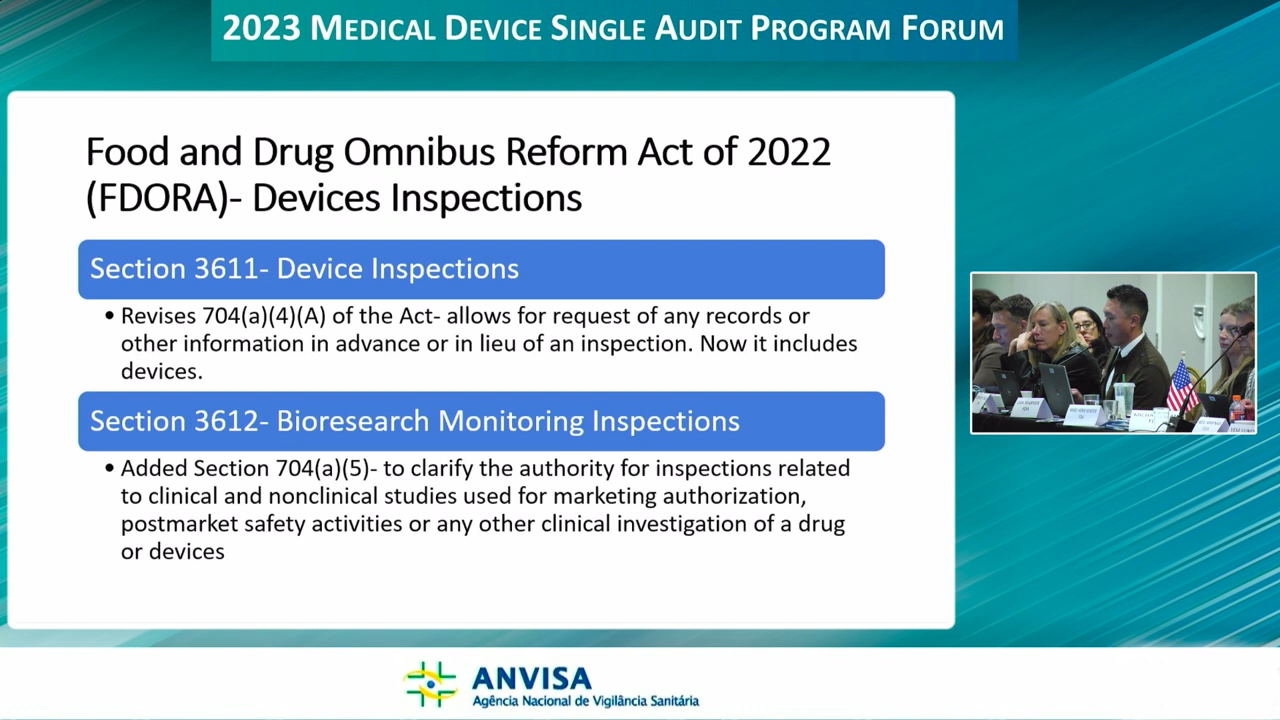 2023 MEDICAL DEVICE SINGLE AUDIT PROGRAM FORUM
Food and Drug Omnibus Reform Act of 2022
(FDORA)- Devices Inspections
Section 3611- Device Inspections
• Revises 704(a)(4)(A) of the Act- allows for request of any records or
other information in advance or in lieu of an inspection. Now it includes
devices.
Section 3612- Bioresearch Monitoring Inspections
• Added Section 704(a)(5)- to clarify the authority for inspections related
to clinical and nonclinical studies used for marketing authorization,
postmarket safety activities or any other clinical investigation of a drug
or devices
ANVISA
Agência Nacional de Vigilância Sanitária